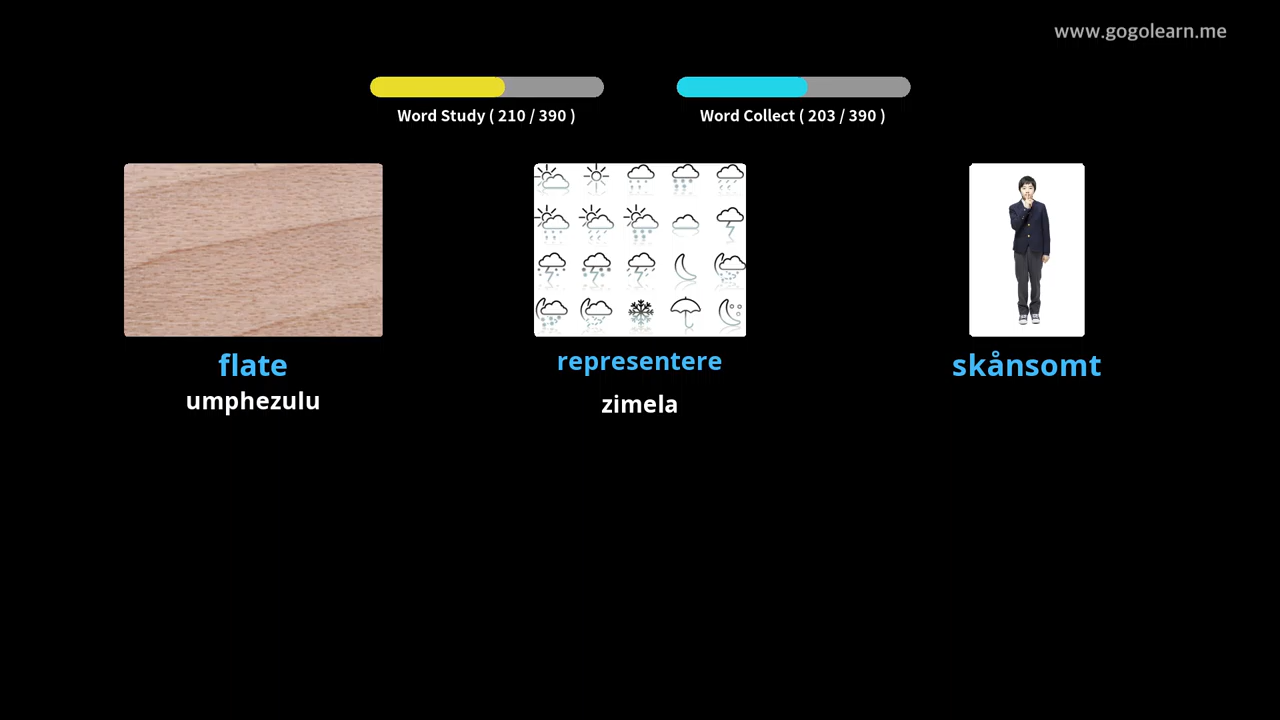 www.gogolearn.me
Word Study ( 210 / 390 )
Word Collect ( 203 / 390 )
flate
umphezulu
representere
zimela
skånsomt